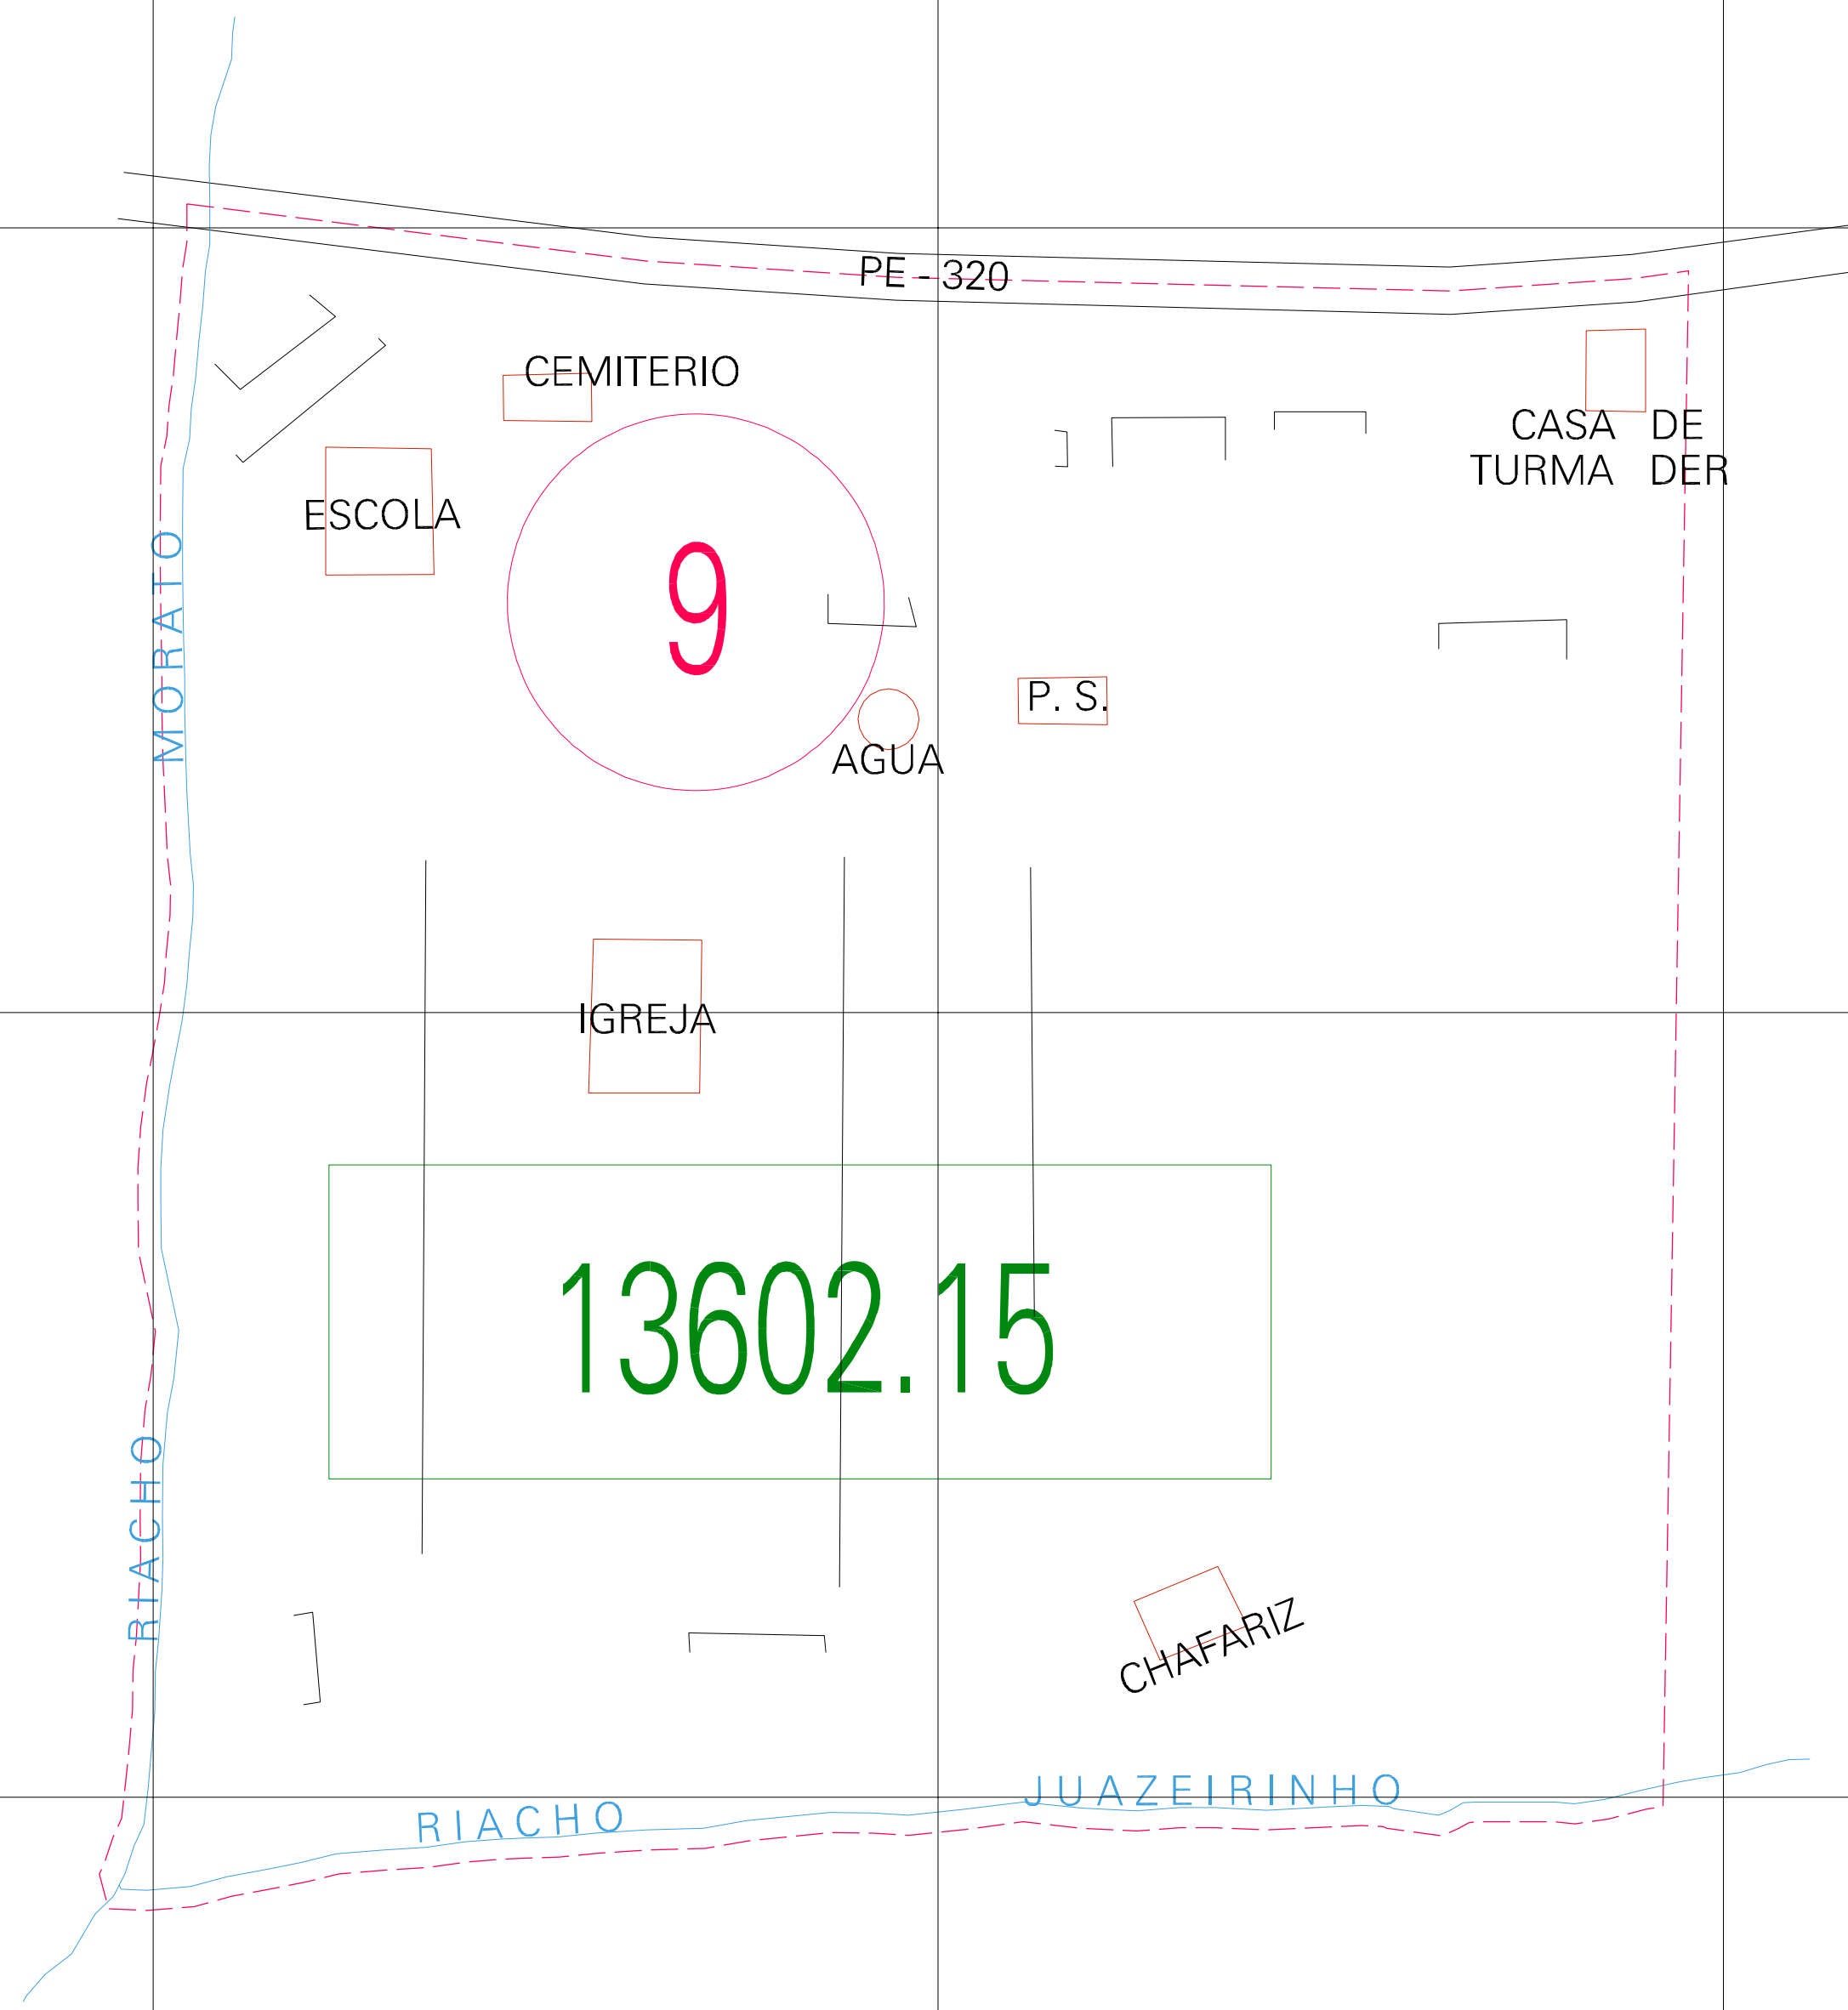 PE - 320
CEMITERIO
CASA DE
TURMA DER
ESCOLA
MORATO
9
P. S.
AGUA
IGREJA
13602.15
RIACHO
CHAFARIZ
JUAZEIRINHO
RIACHO